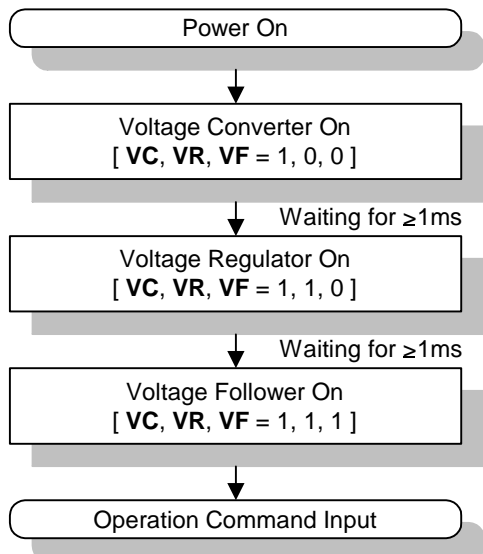 Power On
Voltage Converter On
[ VC, VR, VF = 1, 0, 0 ]
Waiting for ≥1ms
Voltage Regulator On
[ VC, VR, VF = 1, 1, 0 ]
Waiting for ≥1ms
Voltage Follower On
[ VC, VR, VF = 1, 1, 1 ]
Operation Command Input